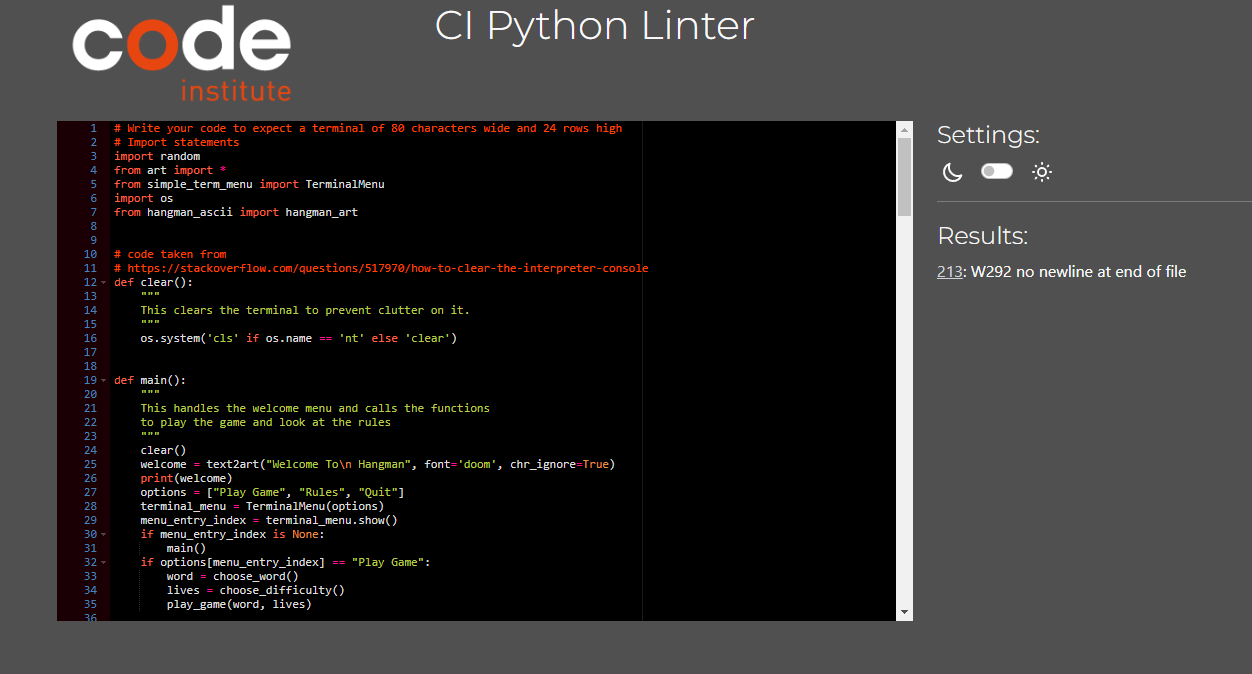 code
institute
CI Python Linter
1 # Write your code to expect a terminal of 80 characters wide and 24 rows high
2 # Import statements
3 import random
4 from art import *
5 from simple_term_menu import TerminalMenu
6 import os
7 from hangman_ascii import hangman_art
8
9
10 # code taken from
11 # https://stackoverflow.com/questions/517970/how-to-clear-the-interpreter-console
12 def clear():
13     """
14     This clears the terminal to prevent clutter on it.
15     """
16     os.system('cls' if os.name == 'nt' else 'clear')
17
18
19 def main():
20     """
21     This handles the welcome menu and calls the functions
22     to play the game and look at the rules
23     """
24     clear()
25     welcome = text2art("Welcome To\n Hangman", font='doom', chr_ignore=True)
26     print(welcome)
27     options = ["Play Game", "Rules", "Quit"]
28     terminal_menu = TerminalMenu(options)
29     menu_entry_index = terminal_menu.show()
30     if menu_entry_index is None:
31         main()
32     if options[menu_entry_index] == "Play Game":
33         word = choose_word()
34         lives = choose_difficulty()
35         play_game(word, lives)
36
Settings:
Results:
213: W292 no newline at end of file